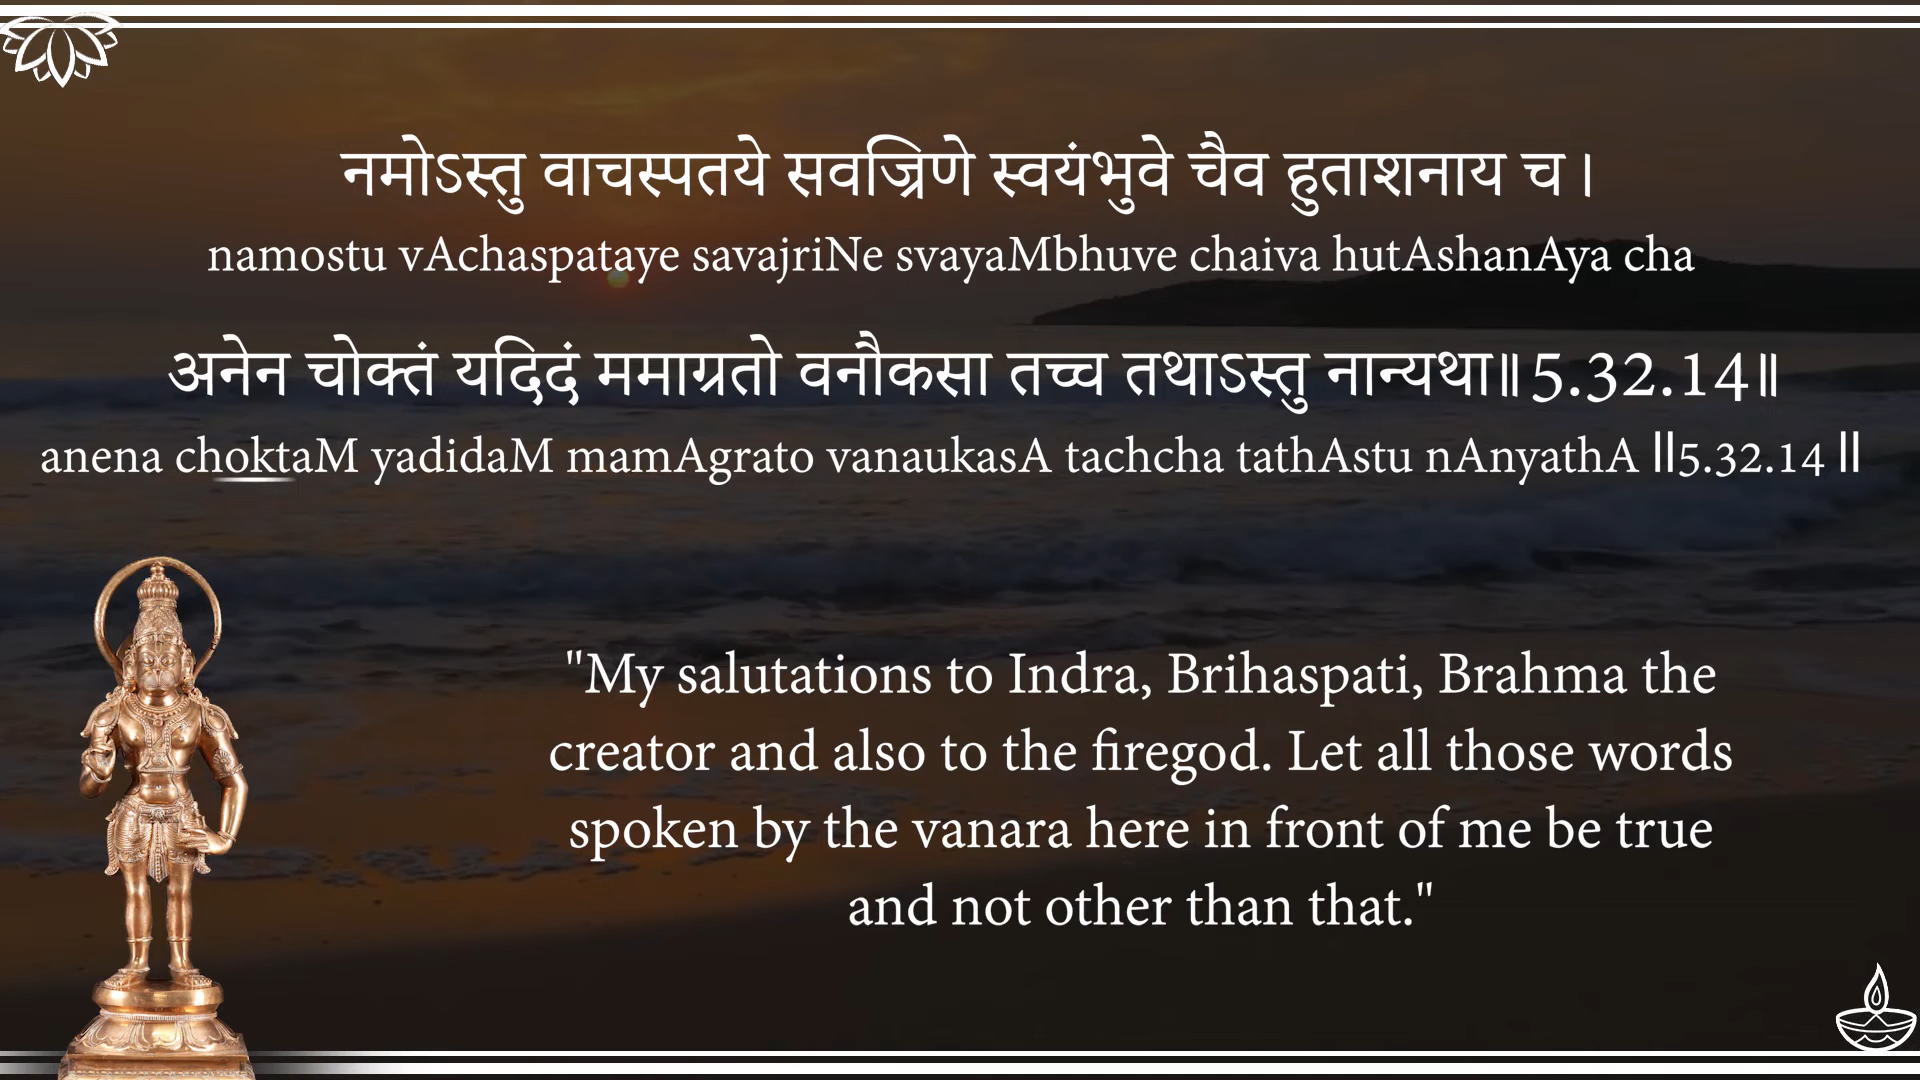 नमोऽस्तु वाचस्पतये सवज्रिणे स्वयंभुवे चैव हुताशनाय च।
namostu vAchaspataye savajriNe svayaMbhuve chaiva hutAshanAya cha
अनेन चोक्तं यदिदं ममाग्रतो वनौकसा तच्च तथाऽस्तु नान्यथा॥5.32.14॥
anena choktaM yadidaM mamAgrato vanaukasA tachcha tathAstu nAnyathA ||5.32.14 ||
"My salutations to Indra, Brihaspati, Brahma the
creator and also to the firegod. Let all those words
spoken by the vanara here in front of me be true
and not other than that."